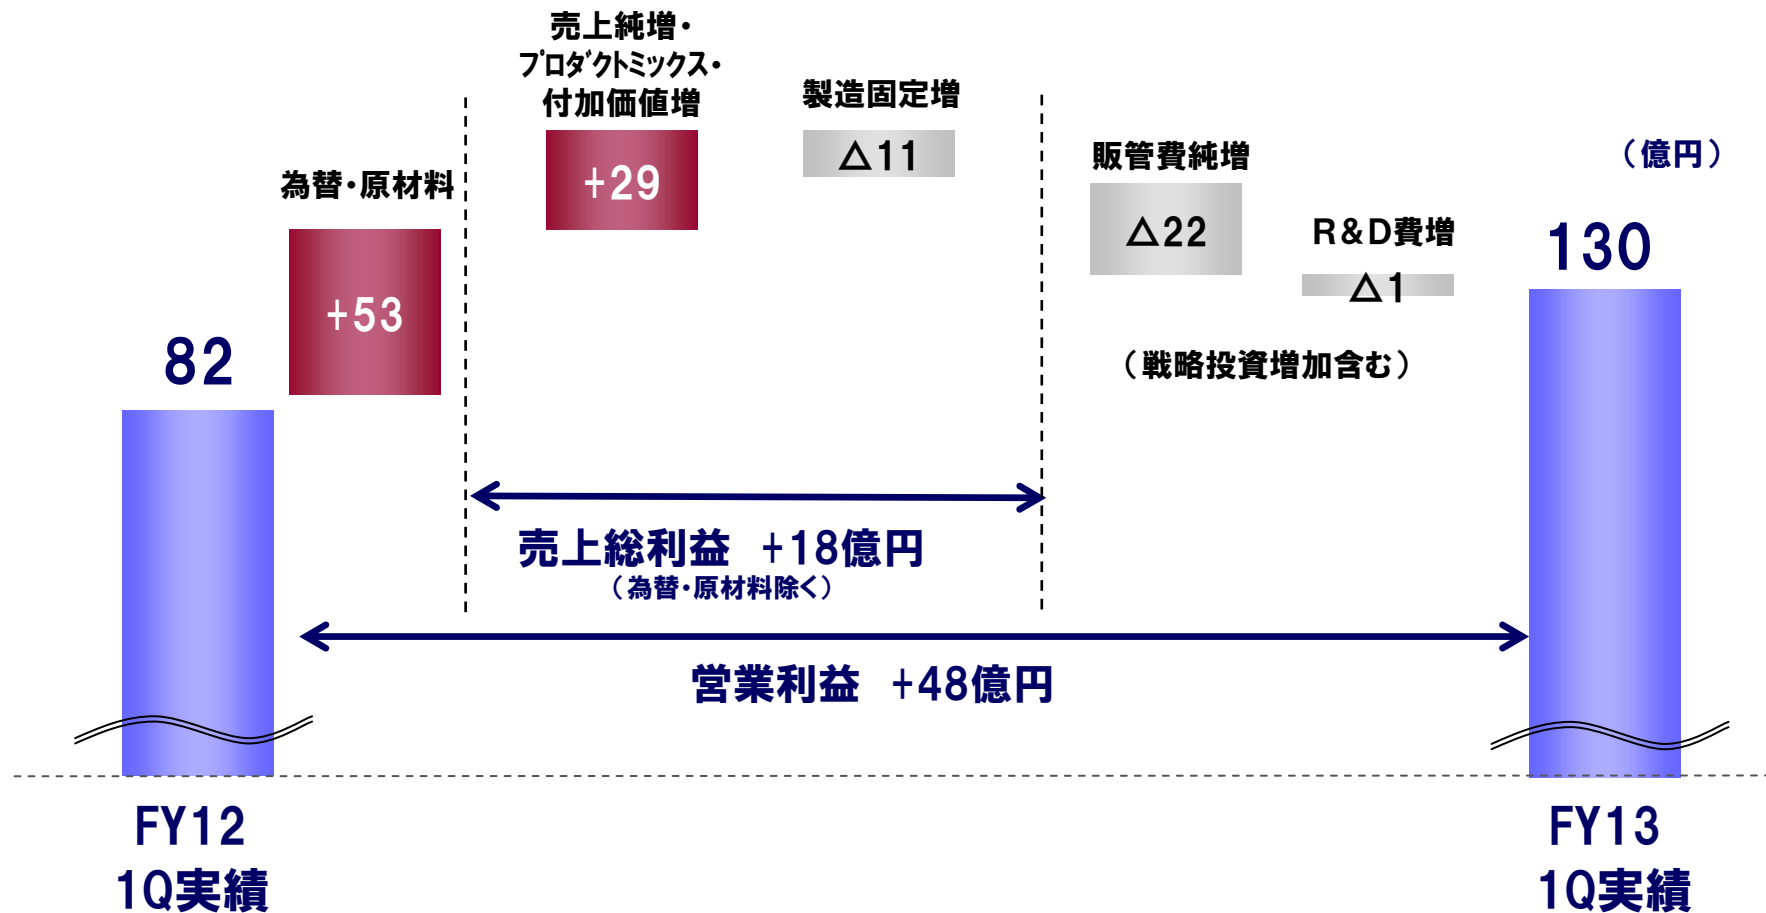 売上純増・
プロダクトミックス・
付加価値増
製造固定増
△11
販管費純増
（億円）
為替・原材料
+29
△22
R&D費増
130
+53
△1
82
（戦略投資増加含む）
売上総利益 +18億円
（為替・原材料除く）
営業利益 +48億円
FY12
1Q実績
FY13
1Q実績